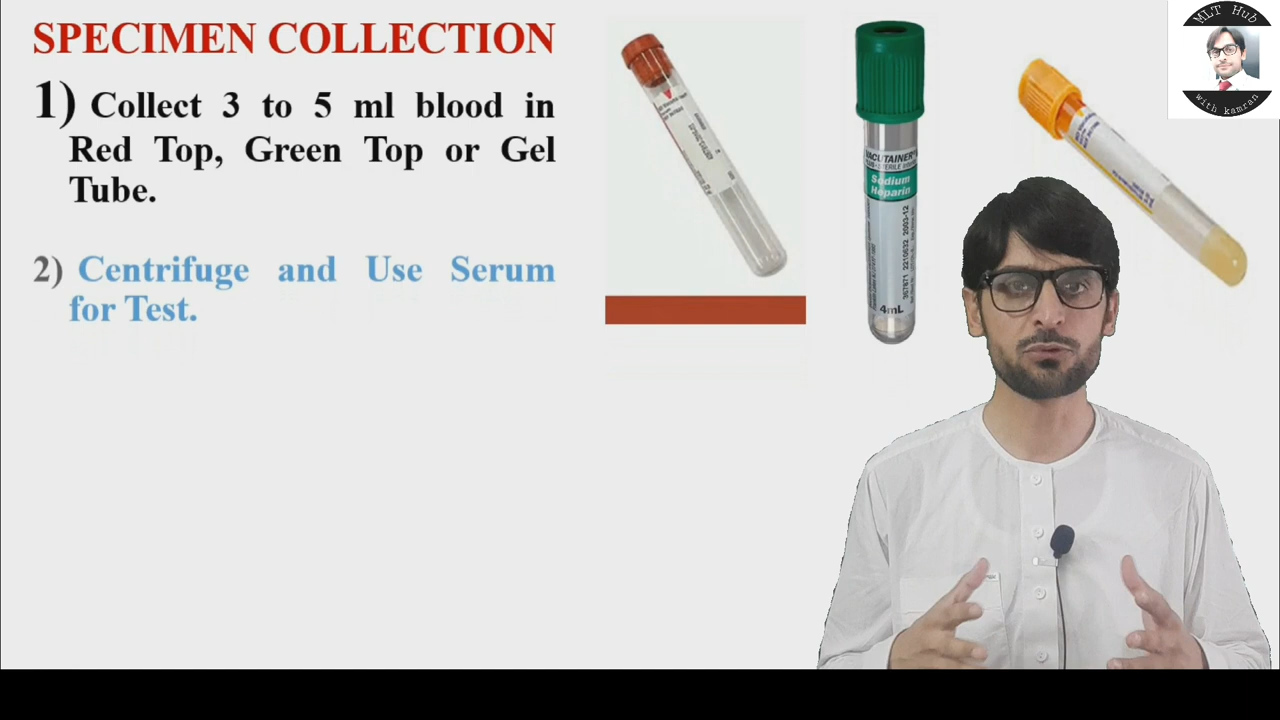 SPECIMEN COLLECTION
1) Collect 3 to 5 ml blood in
Red Top, Green Top or Gel
Tube.
2) Centrifuge and Use Serum
for Test.
VACUTAINER
Sodium
Heparin
4mL
MLT Hub
with kamran